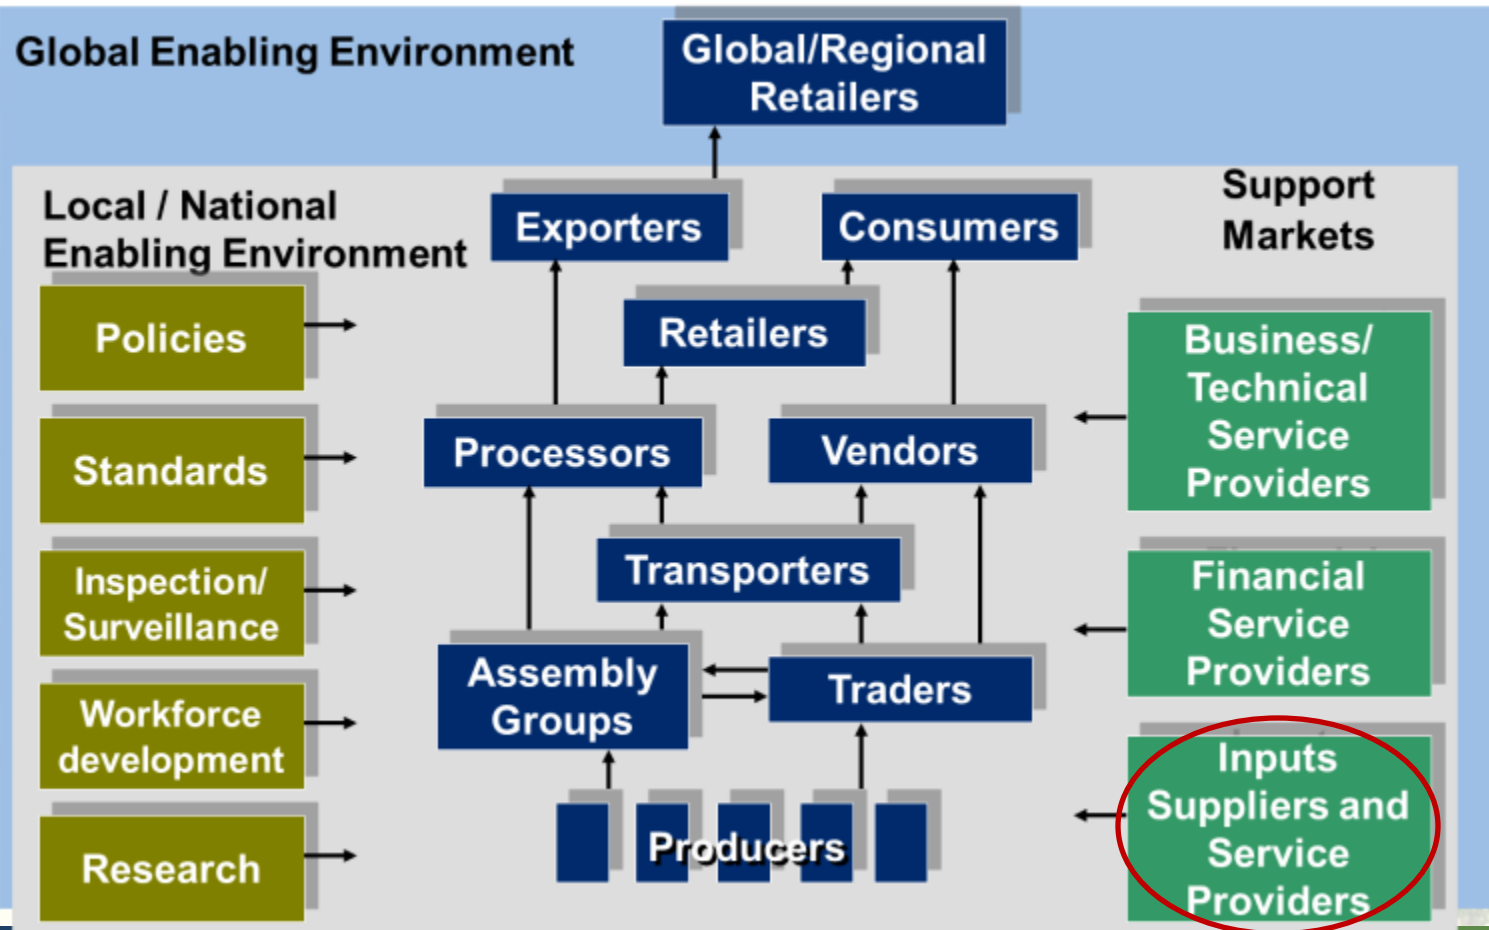 Global Enabling Environment
Global/Regional
Retailers
Local / National
Enabling Environment
Support
Markets
Exporters
Consumers
Policies
Retailers
Business/
Technical
Service
Providers
Standards
Processors
Vendors
Inspection/
Surveillance
Transporters
Financial
Service
Providers
Workforce
development
Assembly
Groups
Traders
Inputs
Suppliers and
Service
Providers
Research
Producers